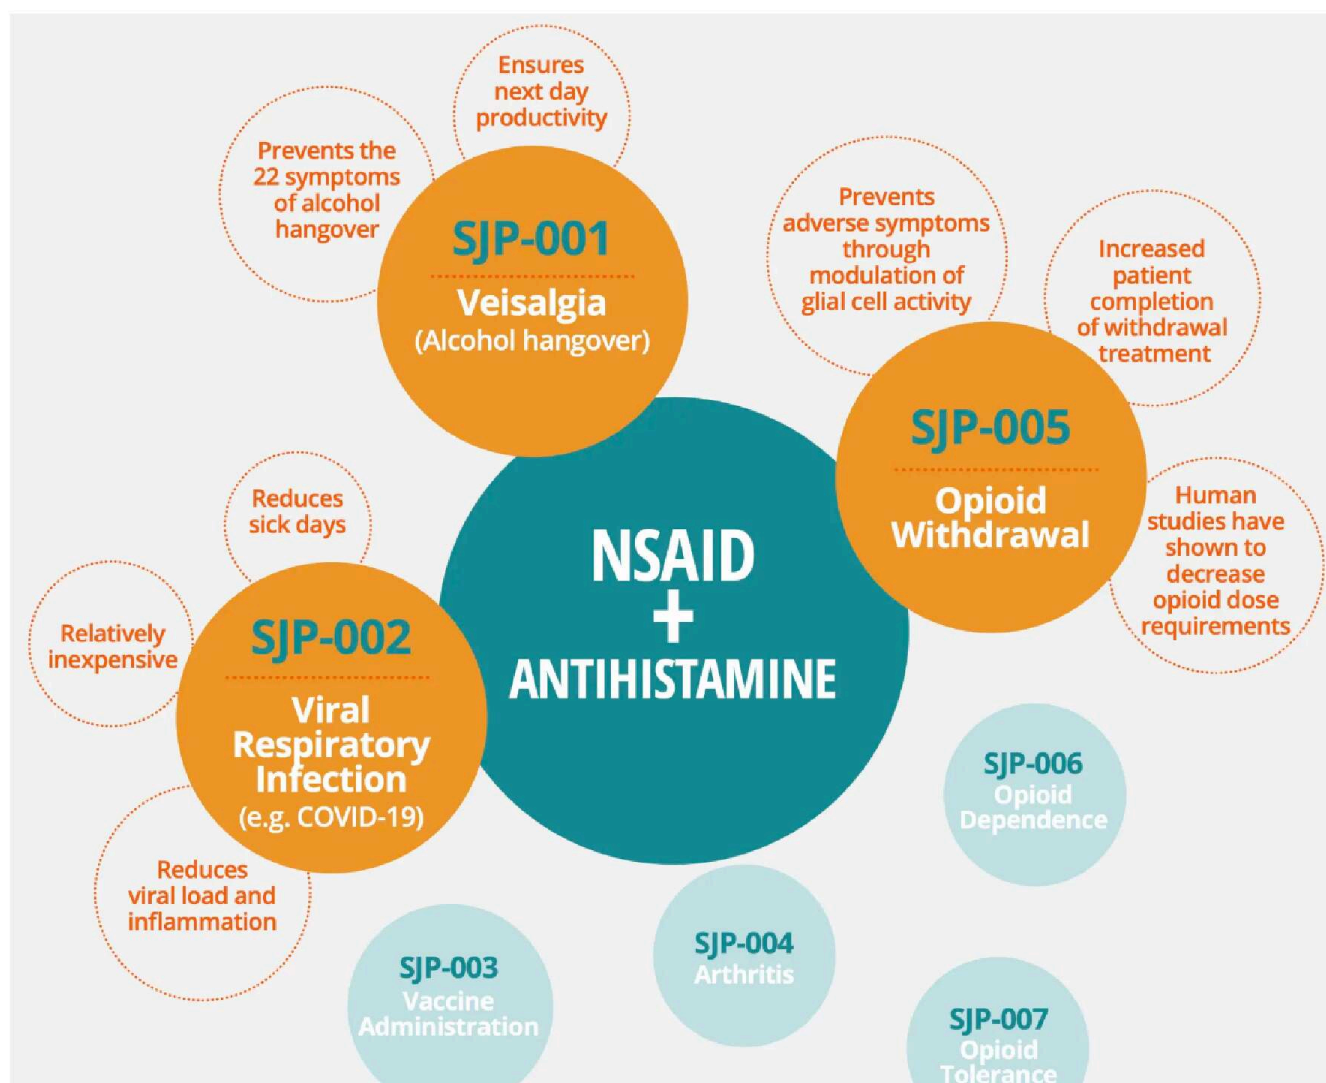 Ensures
next day
productivity
Prevents the
22 symptoms
of alcohol
hangover
SJP-001
Veisalgia
(Alcohol hangover)
Prevents
adverse symptoms
through
modulation of
glial cell activity
Increased
patient
completion
of withdrawal
treatment
SJP-005
Opioid
Withdrawal
Human
studies have
shown to
decrease
opioid dose
requirements
NSAID
+
ANTIHISTAMINE
Reduces
sick days
Relatively
inexpensive
SJP-002
Viral
Respiratory
Infection
(e.g. COVID-19)
Reduces
viral load and
inflammation
SJP-006
Opioid
Dependence
SJP-004
Arthritis
SJP-003
Vaccine
Administration
SJP-007
Opioid
Tolerance